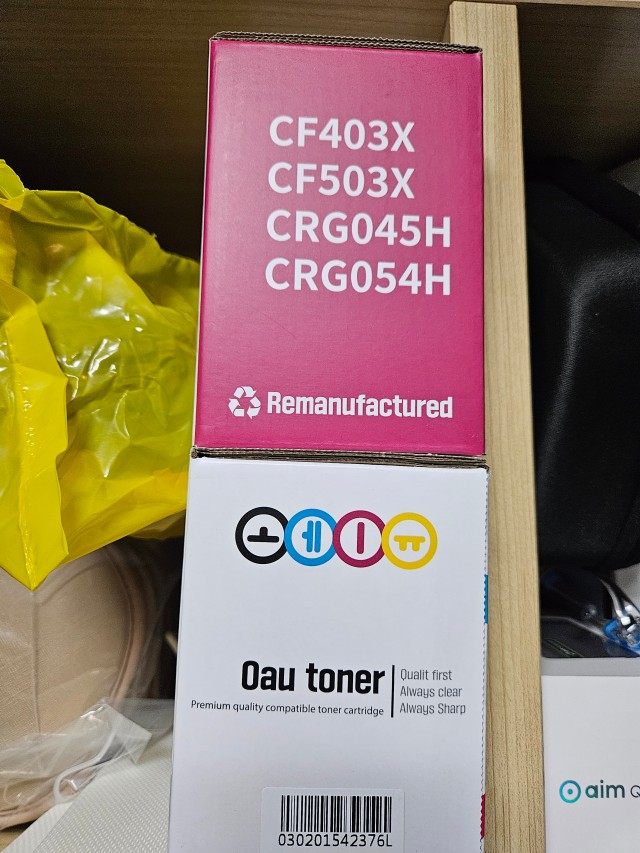 CF403X
CF503X
CRG045H
CRG054H
Remanufactured
Oau toner
Premium quality compatible toner cartridge
Qualit first
Always clear
Always Sharp
030201542376L
aim